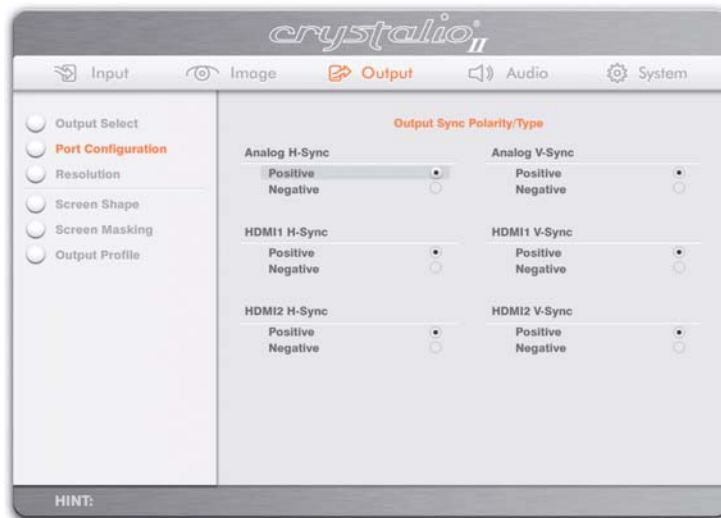 crystalio® II
Input Image Output Audio System
Output Select
Port Configuration
Resolution
Screen Shape
Screen Masking
Output Profile
Output Sync Polarity/Type
Analog H-Sync
Positive
Negative
Analog V-Sync
Positive
Negative
HDMI1 H-Sync
Positive
Negative
HDMI1 V-Sync
Positive
Negative
HDMI2 H-Sync
Positive
Negative
HDMI2 V-Sync
Positive
Negative
HINT: